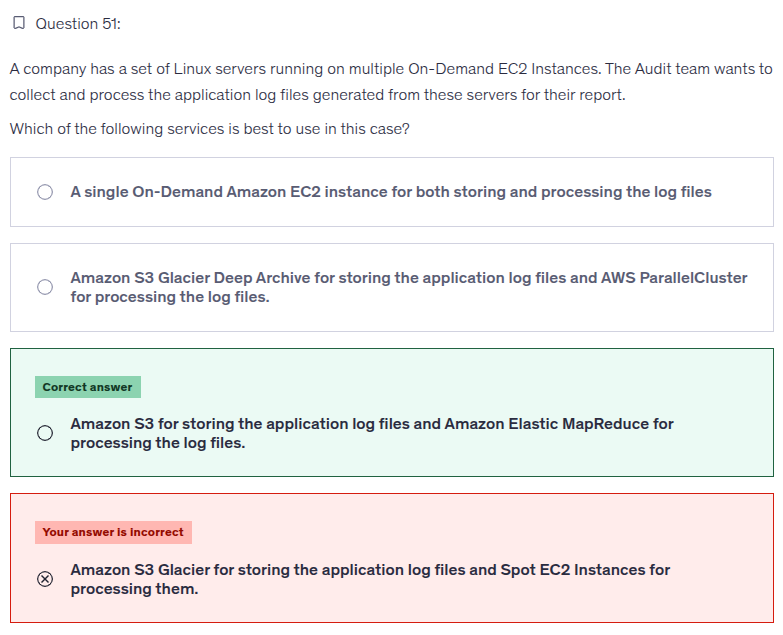 Question 51:
A company has a set of Linux servers running on multiple On-Demand EC2 Instances. The Audit team wants to
collect and process the application log files generated from these servers for their report.
Which of the following services is best to use in this case?
A single On-Demand Amazon EC2 instance for both storing and processing the log files
Amazon S3 Glacier Deep Archive for storing the application log files and AWS ParallelCluster
for processing the log files.
Correct answer
Amazon S3 for storing the application log files and Amazon Elastic MapReduce for
processing the log files.
Your answer is incorrect
Amazon S3 Glacier for storing the application log files and Spot EC2 Instances for
processing them.